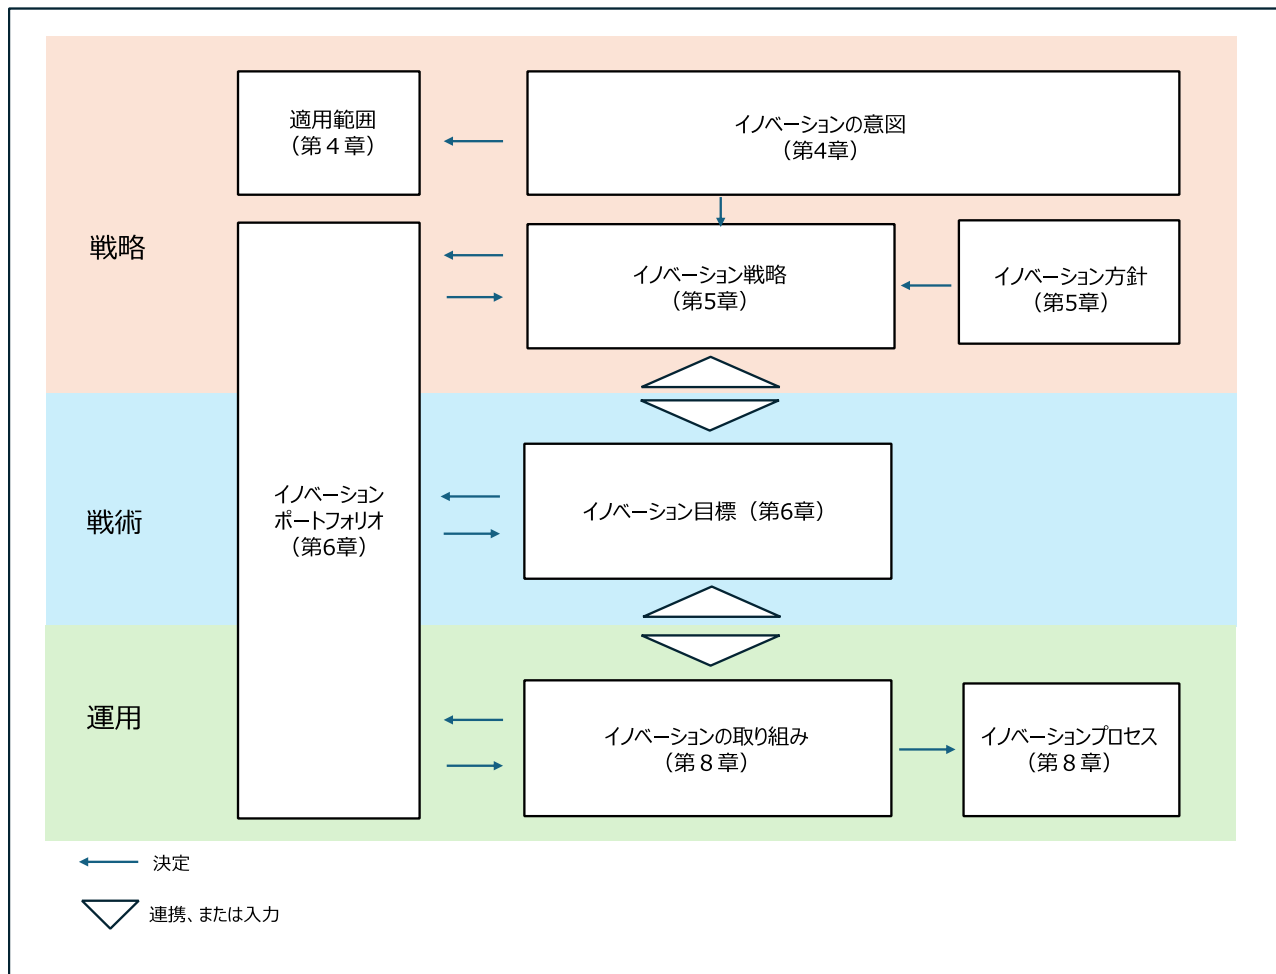 適用範囲
（第４章）
イノベーションの意図
（第4章）
戦略
イノベーション戦略
（第5章）
イノベーション方針
（第5章）
戦術
イノベーション
ポートフォリオ
（第6章）
イノベーション目標（第6章）
運用
イノベーションの取り組み
（第８章）
イノベーションプロセス
（第８章）
決定
連携、または入力